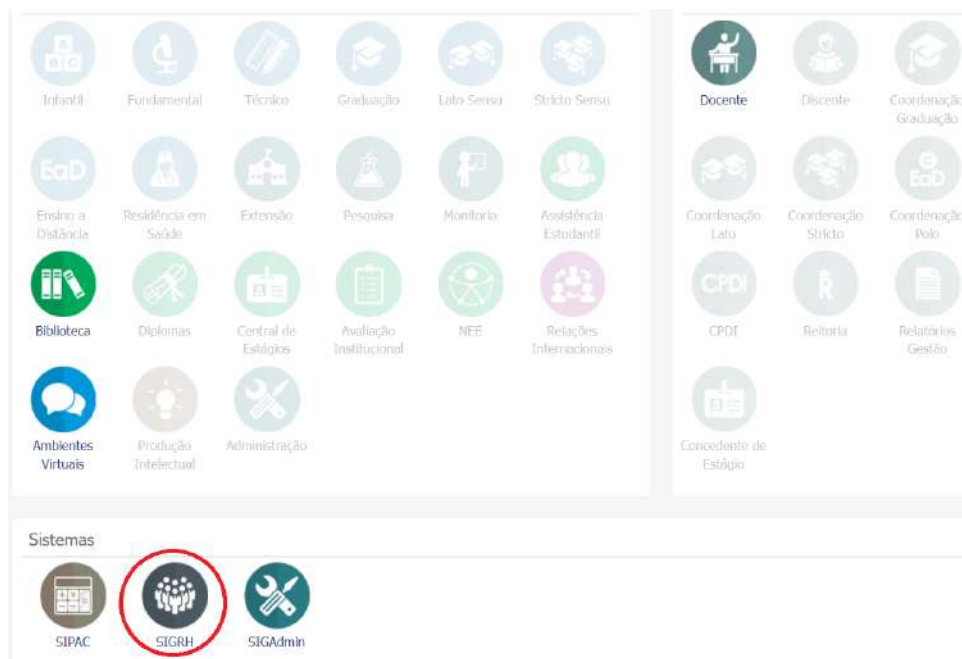 A
B C
Infantil
Fundamental
Técnico
Graduação
Lato Sensu
Stricto Sensu
EaD
Ensino a
Distância
Residência em
Saúde
Extensão
Pesquisa
Monitoria
Assistência
Estudantil
Biblioteca
Diplomas
Central de
Estágios
Avaliação
Institucional
NEE
Relações
Internacionais
Ambientes
Virtuais
Produção
Intelectual
Administração
Docente
Discente
Coordenação
Graduação
Coordenação
Lato
Coordenação
Stricto
EaD
Coordenação
Polo
CPDI
CPDI
R
Reitoria
Relatórios
Gestão
Concedente de
Estágio
Sistemas
SIPAC
SIGRH
SIGAdmin